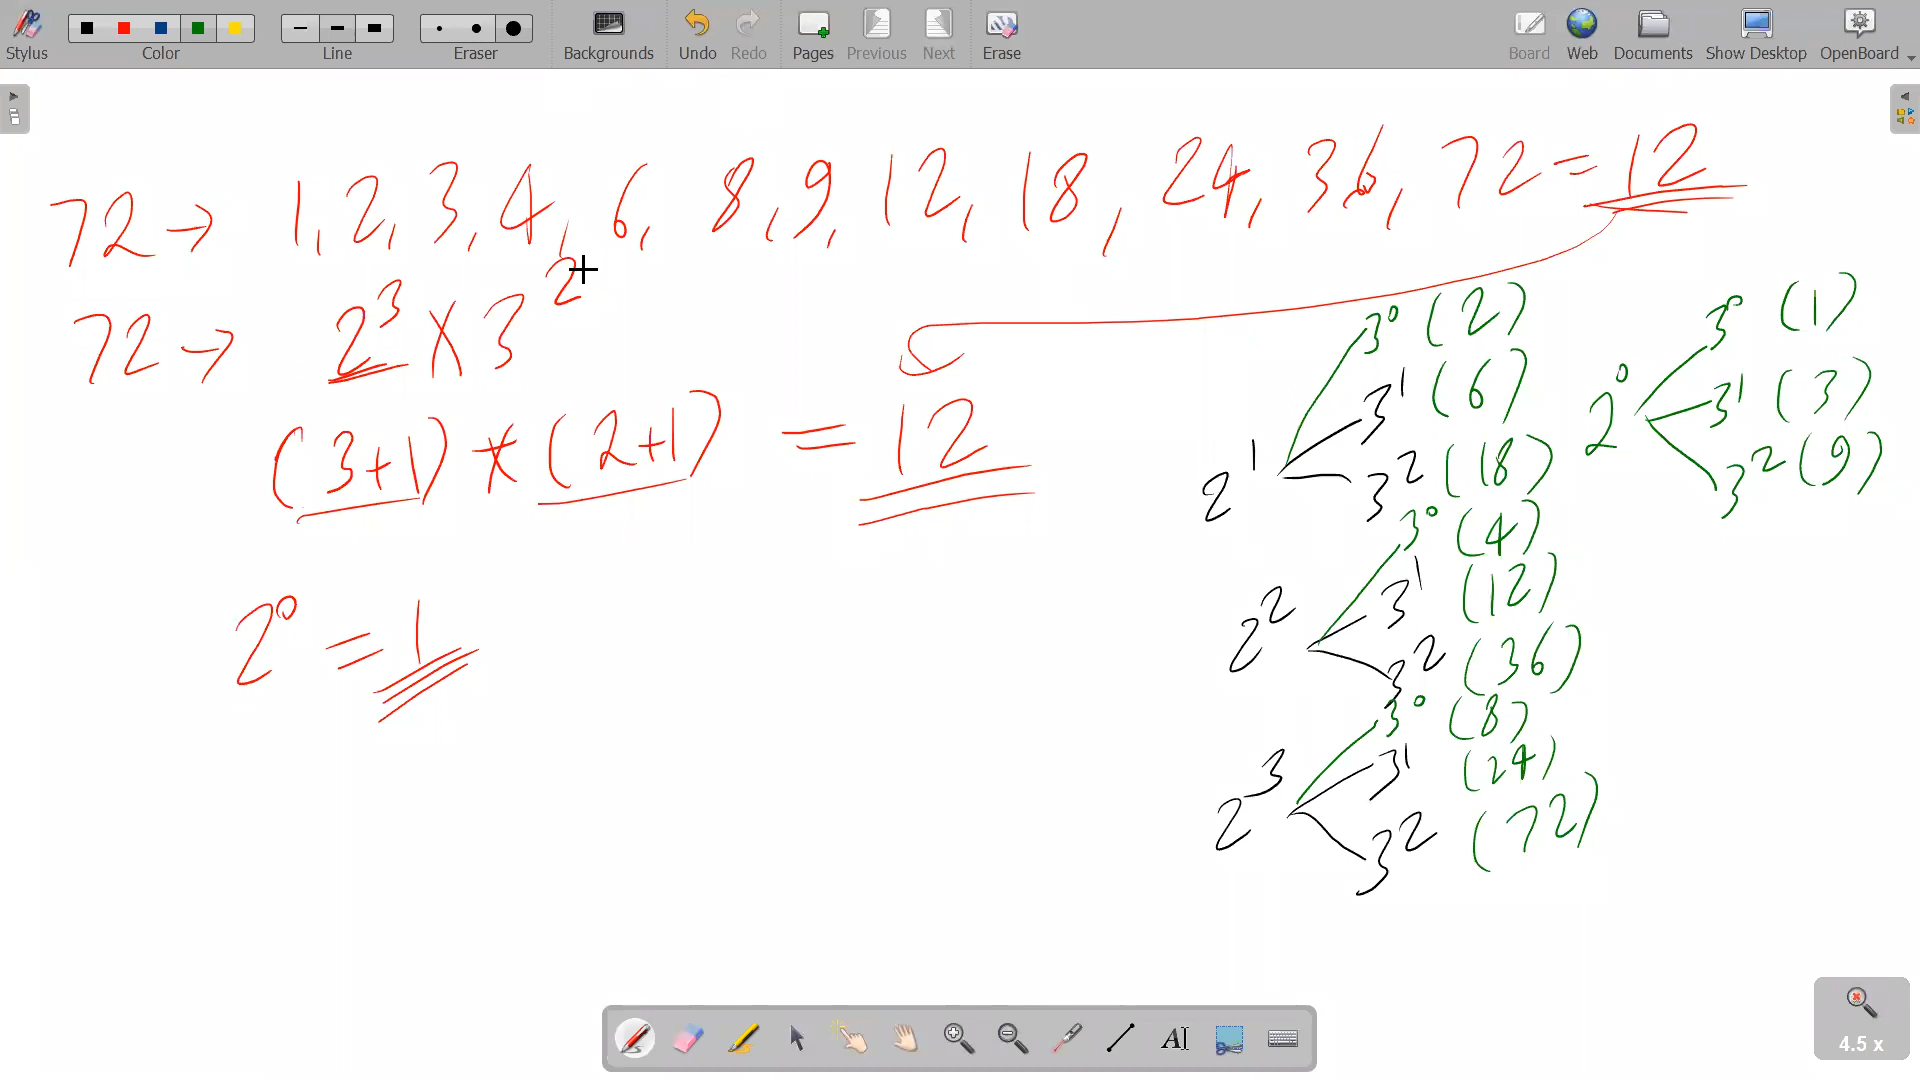 Stylus Color Line Eraser Backgrounds Undo Redo Pages Previous Next Erase Board Web Documents Show Desktop OpenBoard
72 → 1, 2, 3, 4, 6, 8, 9, 12, 18, 24, 36, 72 = 12
72 → 2³ × 3²
(3+1) * (2+1) = 12
2⁰ = 1
2¹
3⁰ (2)
3¹ (6)
3² (18)
2²
3⁰ (4)
3¹ (12)
3² (36)
2³
3⁰ (8)
3¹ (24)
3² (72)
2⁰
3⁰ (1)
3¹ (3)
3² (9)
AI
4.5 x